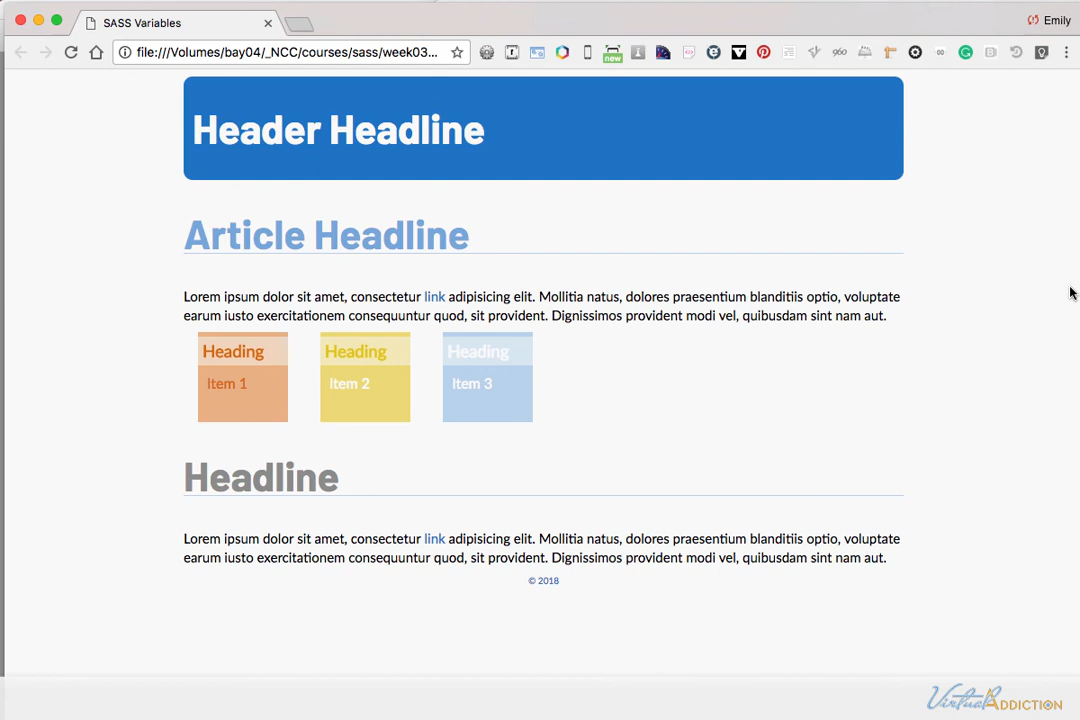 SASS Variables
Emily
file:///Volumes/bay04/_NCC/courses/sass/week03...
new
960
Header Headline
Article Headline
Lorem ipsum dolor sit amet, consectetur link adipisicing elit. Mollitia natus, dolores praesentium blanditiis optio, voluptate
earum iusto exercitationem consequuntur quod, sit provident. Dignissimos provident modi vel, quibusdam sint nam aut.
Heading Heading Heading
Item 1 Item 2 Item 3
Headline
Lorem ipsum dolor sit amet, consectetur link adipisicing elit. Mollitia natus, dolores praesentium blanditiis optio, voluptate
earum iusto exercitationem consequuntur quod, sit provident. Dignissimos provident modi vel, quibusdam sint nam aut.
© 2018
Virtual ADDICTION